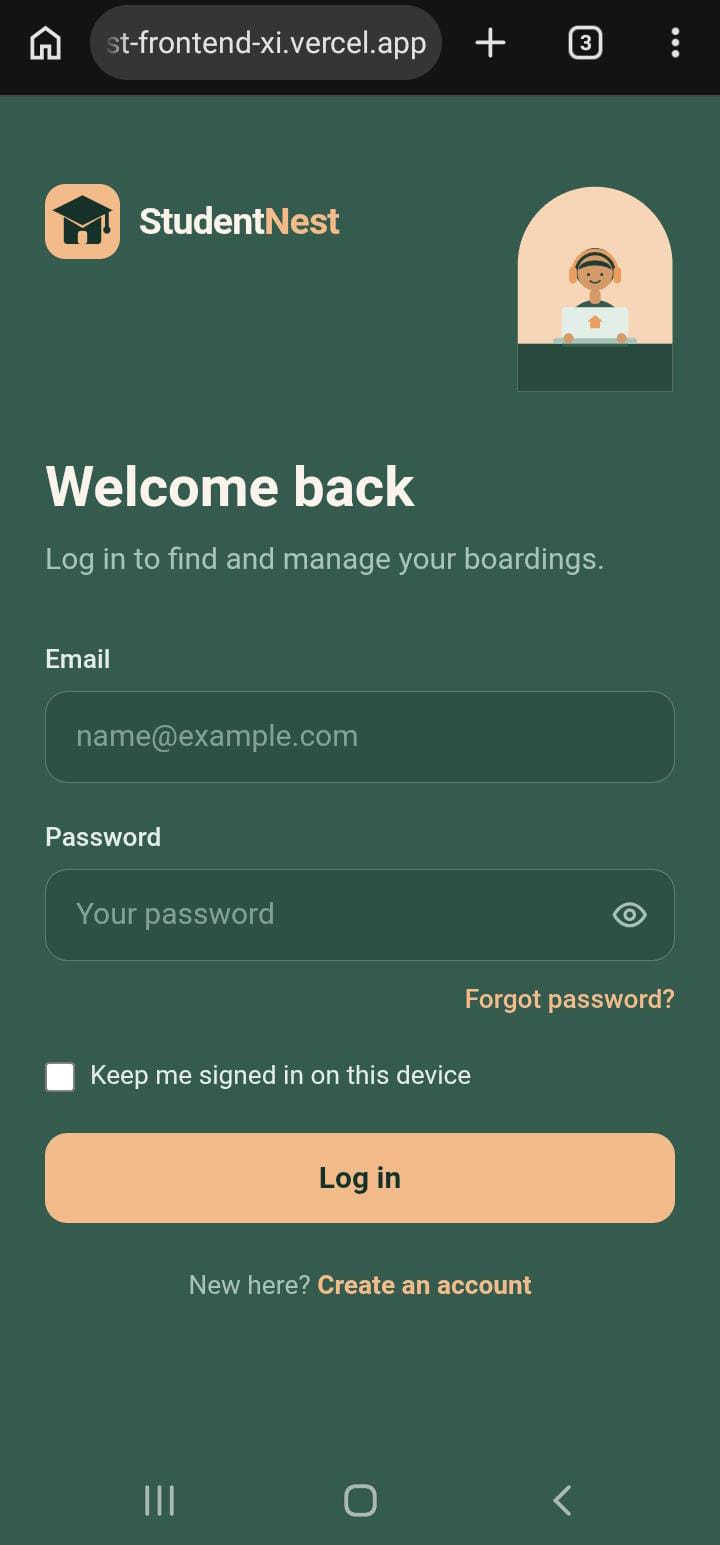 st-frontend-xi.vercel.app
3
StudentNest
Welcome back
Log in to find and manage your boardings.
Email
name@example.com
Password
Your password
Forgot password?
Keep me signed in on this device
Log in
New here? Create an account